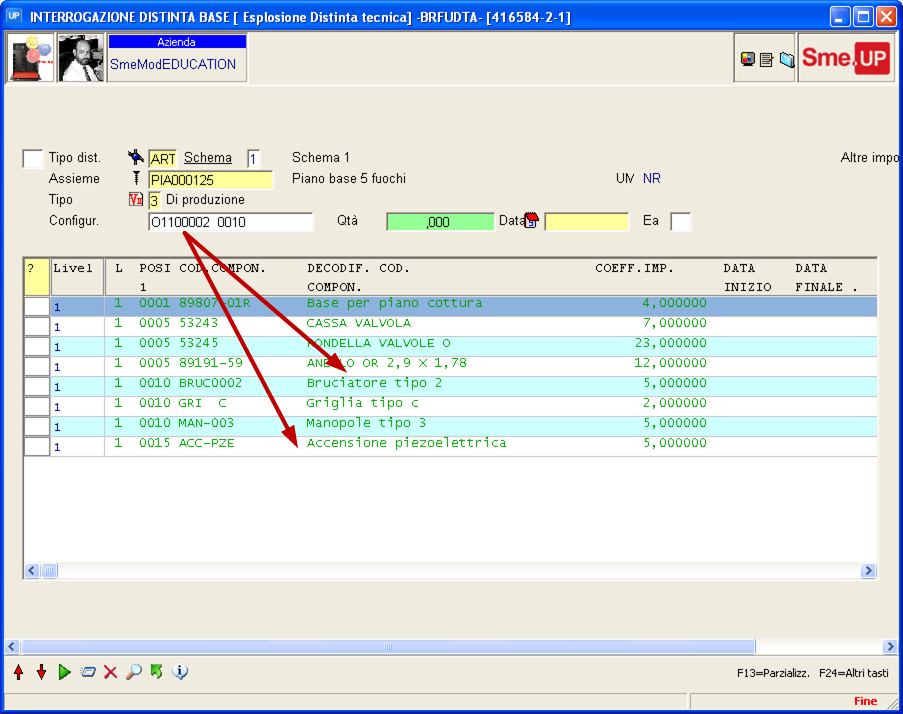 UP INTERROGAZIONE DISTINTA BASE [ Esplosione Distinta tecnica] -BRFUDTA- [416584-2-1]
Azienda
SmeModEDUCATION
Sme.UP
Tipo dist. ART Schema 1 Schema 1 Altre impo
Assieme PIA000125 Piano base 5 fuochi UM NR
Tipo 3 Di produzione
Configur. O1100002 0010 Qtà ,000 Data Ea
? Livel L POSI COD.COMPON. DECODIF. COD. COEFF.IMP. DATA DATA
1 COMPON. INIZIO FINALE .
1 1 0001 89807-01R Base per piano cottura 4,000000
1 1 0005 53243 CASSA VALVOLA 7,000000
1 1 0005 53245 RONDELLA VALVOLE O 23,000000
1 1 0005 89191-59 ANELLO OR 2,9 X 1,78 12,000000
1 1 0010 BRUC0002 Bruciatore tipo 2 5,000000
1 1 0010 GRI C Griglia tipo c 2,000000
1 1 0010 MAN-003 Manopole tipo 3 5,000000
1 1 0015 ACC-PZE Accensione piezoelettrica 5,000000
F13=Parzializz. F24=Altri tasti
Fine